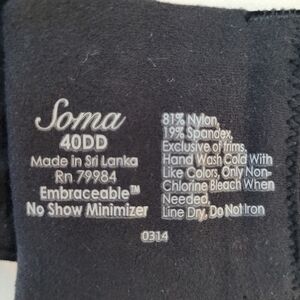 Soma
40DD
Made in Sri Lanka
Rn 79984
Embraceable™
No Show Minimizer
81% Nylon,
19% Spandex,
Exclusive of trims.
Hand Wash Cold With
Like Colors, Only Non-
Chlorine Bleach When
Needed,
Line Dry, Do Not Iron
0314